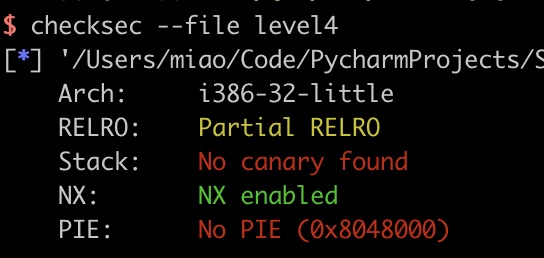 $ checksec --file level4
[*] '/Users/miao/Code/PycharmProjects/S
Arch: i386-32-little
RELRO: Partial RELRO
Stack: No canary found
NX: NX enabled
PIE: No PIE (0x8048000)